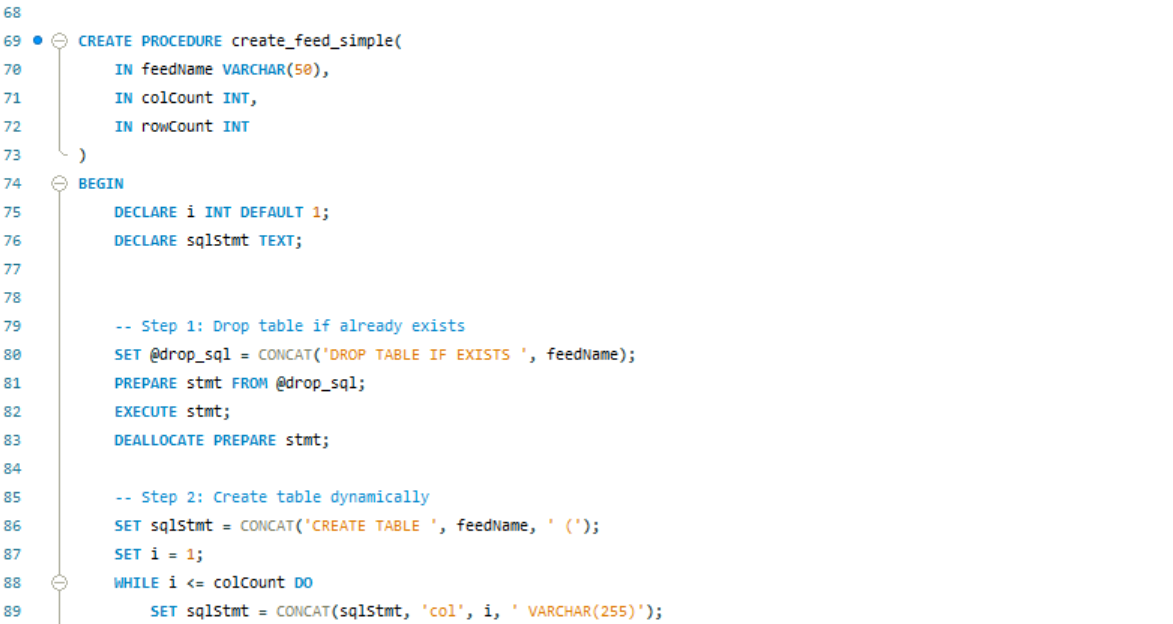 68
69 CREATE PROCEDURE create_feed_simple(
70 IN feedName VARCHAR(50),
71 IN colCount INT,
72 IN rowCount INT
73 )
74 BEGIN
75 DECLARE i INT DEFAULT 1;
76 DECLARE sqlStmt TEXT;
77
78
79 -- Step 1: Drop table if already exists
80 SET @drop_sql = CONCAT('DROP TABLE IF EXISTS ', feedName);
81 PREPARE stmt FROM @drop_sql;
82 EXECUTE stmt;
83 DEALLOCATE PREPARE stmt;
84
85 -- Step 2: Create table dynamically
86 SET sqlStmt = CONCAT('CREATE TABLE ', feedName, ' (');
87 SET i = 1;
88 WHILE i <= colCount DO
89 SET sqlStmt = CONCAT(sqlStmt, 'col', i, ' VARCHAR(255)');